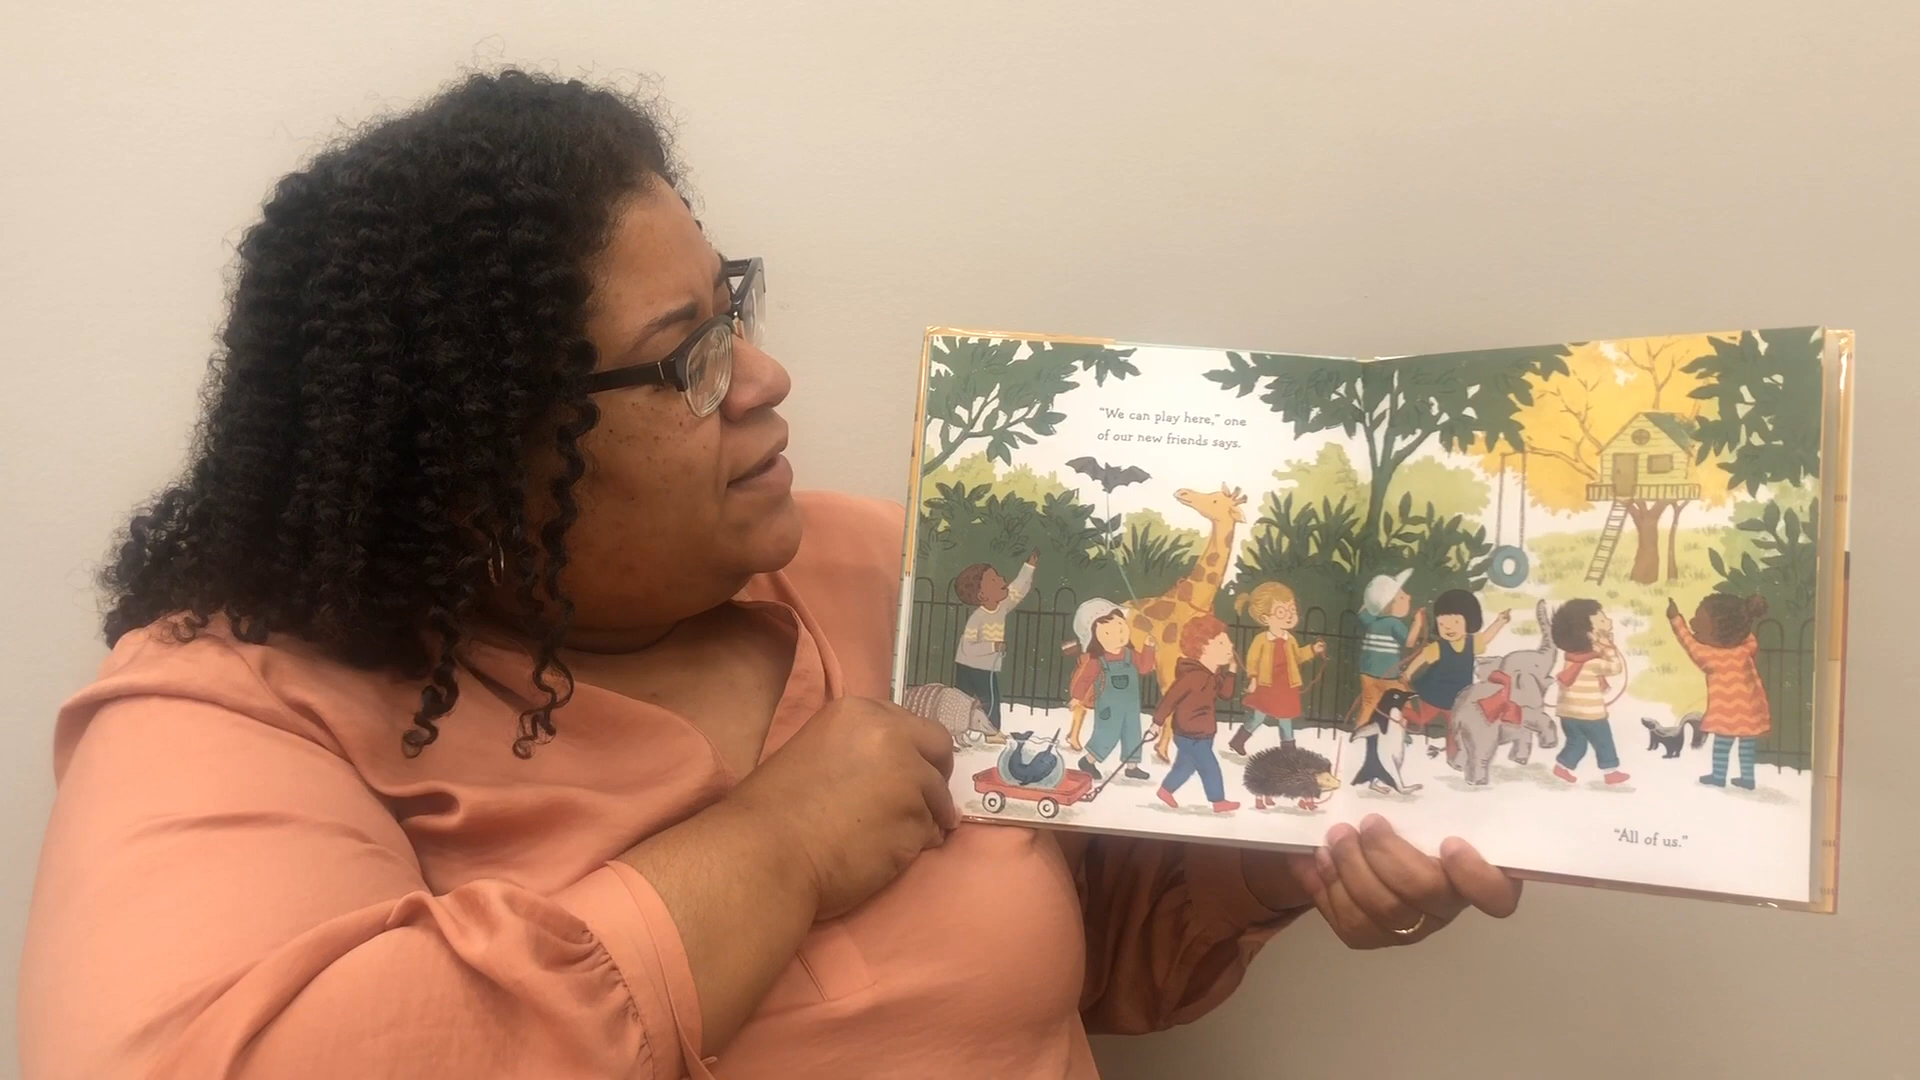 “We can play here,” one
of our new friends says.
“All of us.”